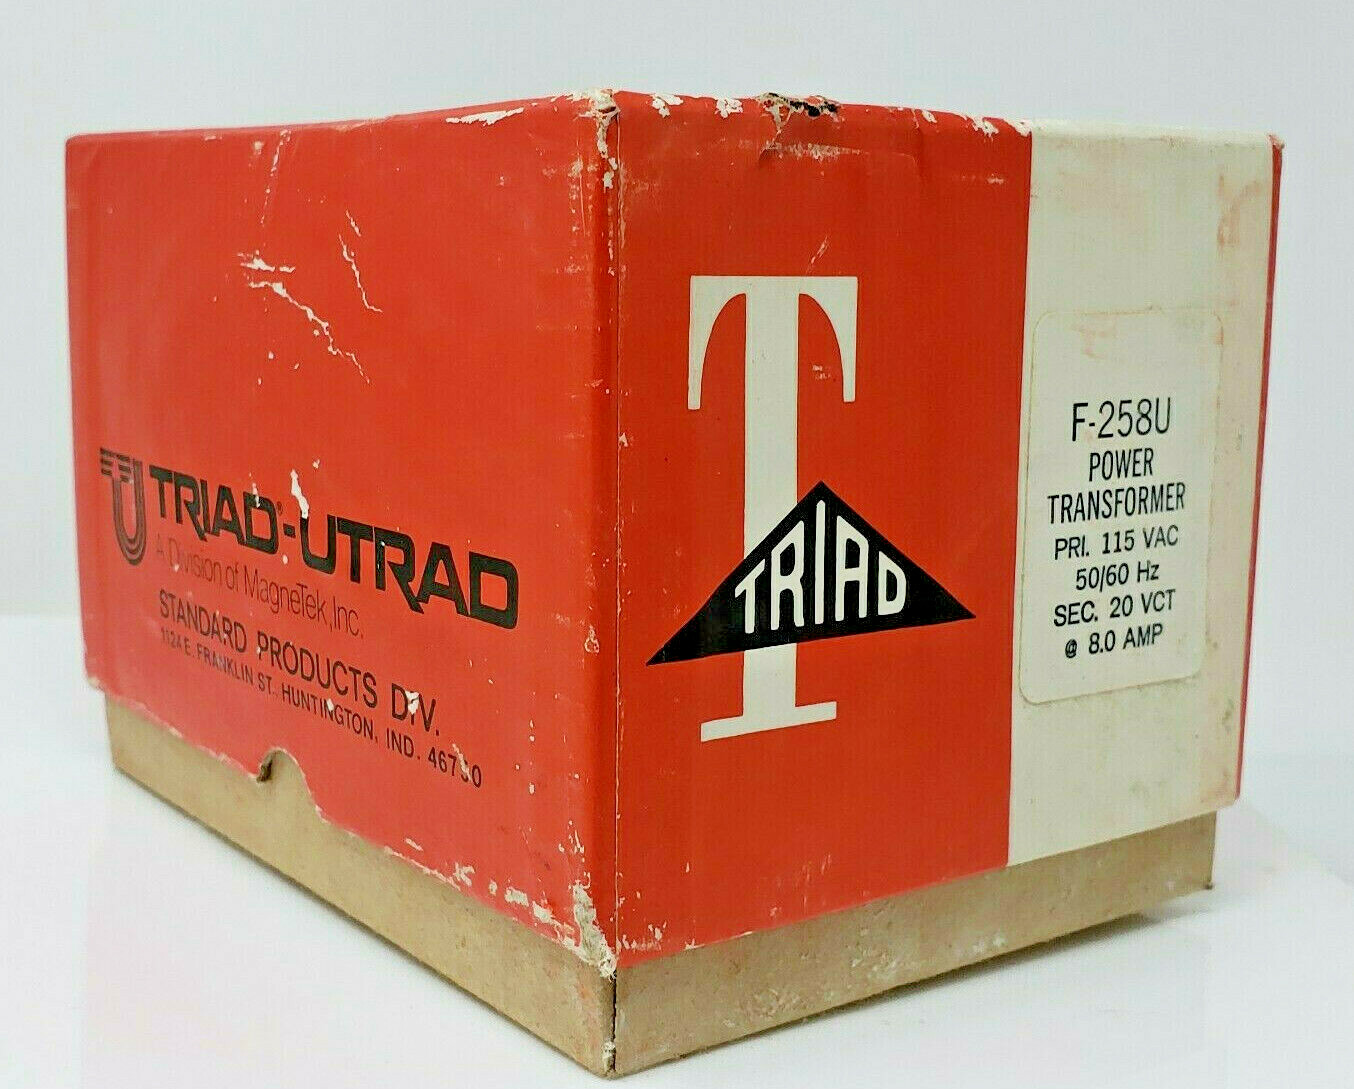 TRIAD®-UTRAD
A Division of MagneTek, Inc.
STANDARD PRODUCTS DIV.
1124 E. FRANKLIN ST., HUNTINGTON, IND. 46750
T
TRIAD
F-258U
POWER
TRANSFORMER
PRI. 115 VAC
50/60 Hz
SEC. 20 VCT
@ 8.0 AMP